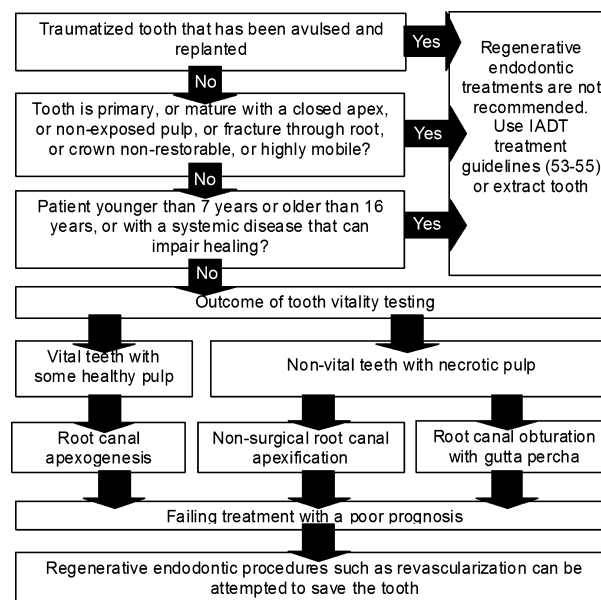 Traumatized tooth that has been avulsed and
replanted
Yes
Regenerative
endodontic
treatments are not
recommended.
Use IADT
treatment
guidelines (53-55)
or extract tooth
No
Tooth is primary, or mature with a closed apex,
or non-exposed pulp, or fracture through root,
or crown non-restorable, or highly mobile?
Yes
No
Patient younger than 7 years or older than 16
years, or with a systemic disease that can
impair healing?
Yes
No
Outcome of tooth vitality testing
Vital teeth with
some healthy pulp
Non-vital teeth with necrotic pulp
Root canal
apexogenesis
Non-surgical root canal
apexification
Root canal obturation
with gutta percha
Failing treatment with a poor prognosis
Regenerative endodontic procedures such as revascularization can be
attempted to save the tooth